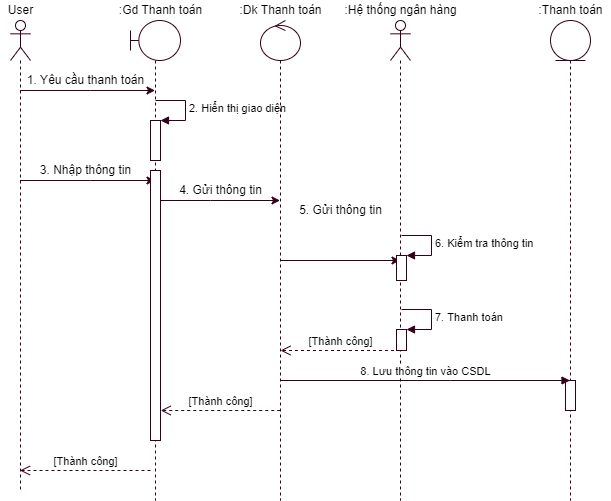 User
:Gd Thanh toán
:Dk Thanh toán
:Hệ thống ngân hàng
:Thanh toán
1. Yêu cầu thanh toán
2. Hiển thị giao diện
3. Nhập thông tin
4. Gửi thông tin
5. Gửi thông tin
6. Kiểm tra thông tin
7. Thanh toán
[Thành công]
8. Lưu thông tin vào CSDL
[Thành công]
[Thành công]